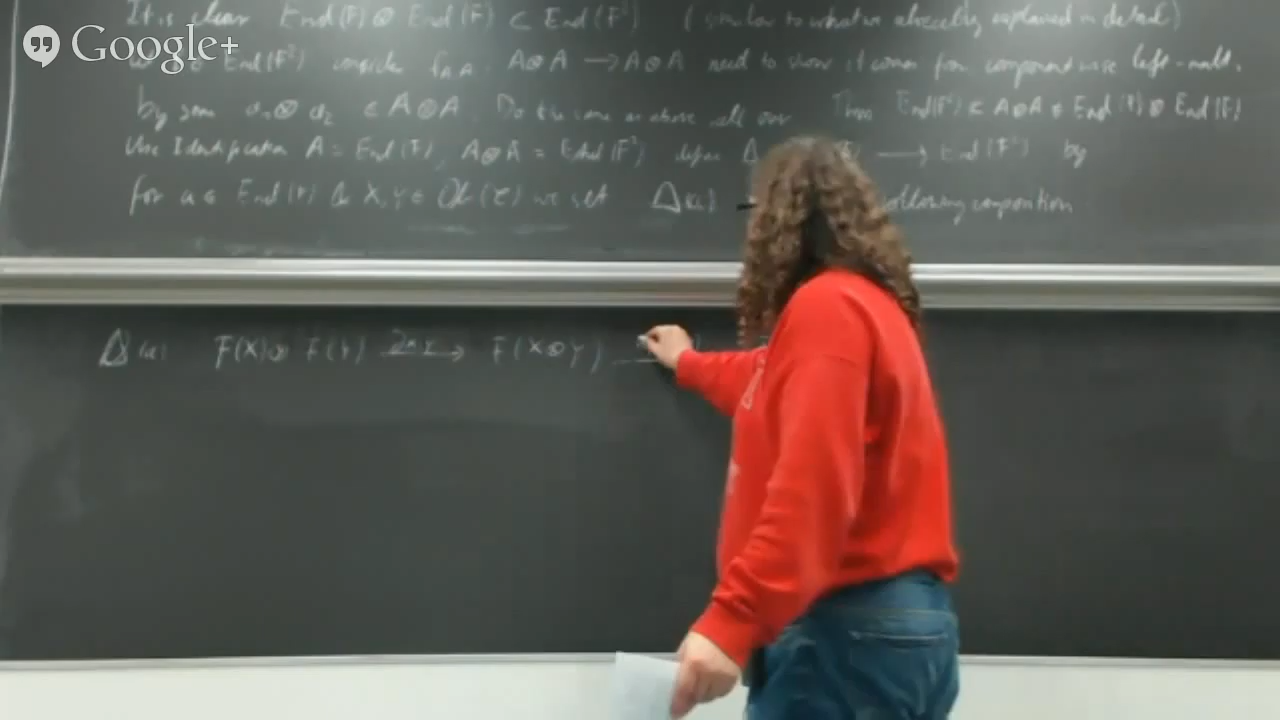 Google+
It is clear End(F) ⊗ End(F) ⊂ End(F²) (similar to what we already explained in detail)
End(F²) consider f_{A,A}: A⊗A → A⊗A need to show it comes from componentwise left-mult.
by some a₁⊗a₂ ∈ A⊗A. Do the same as above all over Then End(F²) ⊆ A⊗A End(F) ⊗ End(F)
Use Identification A = End(F), A⊗A = End(F²) define Δ → End(F²) by
for a ∈ End(F) & X,Y ∈ Ob(C) we set Δ(a) following composition
Δ(a) F(X)⊗F(Y) → F(X⊗Y)